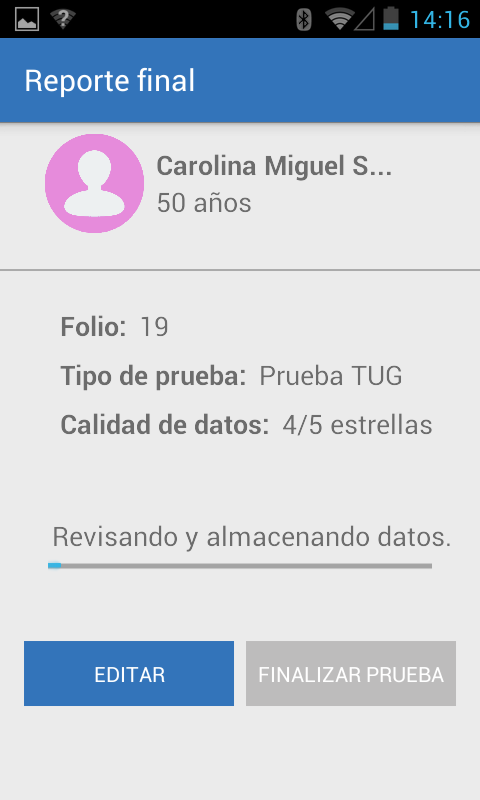 14:16
Reporte final
Carolina Miguel S...
50 años
Folio: 19
Tipo de prueba: Prueba TUG
Calidad de datos: 4/5 estrellas
Revisando y almacenando datos.
EDITAR
FINALIZAR PRUEBA